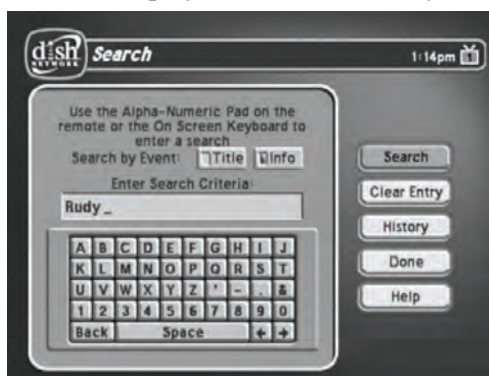 dish NETWORK
Search
1:14pm
Use the Alpha-Numeric Pad on the
remote or the On Screen Keyboard to
enter a search
Search by Event: Title Info
Enter Search Criteria:
Rudy_
A B C D E F G H I J
K L M N O P Q R S T
U V W X Y Z ' - . &
1 2 3 4 5 6 7 8 9 0
Back Space ← →
Search
Clear Entry
History
Done
Help